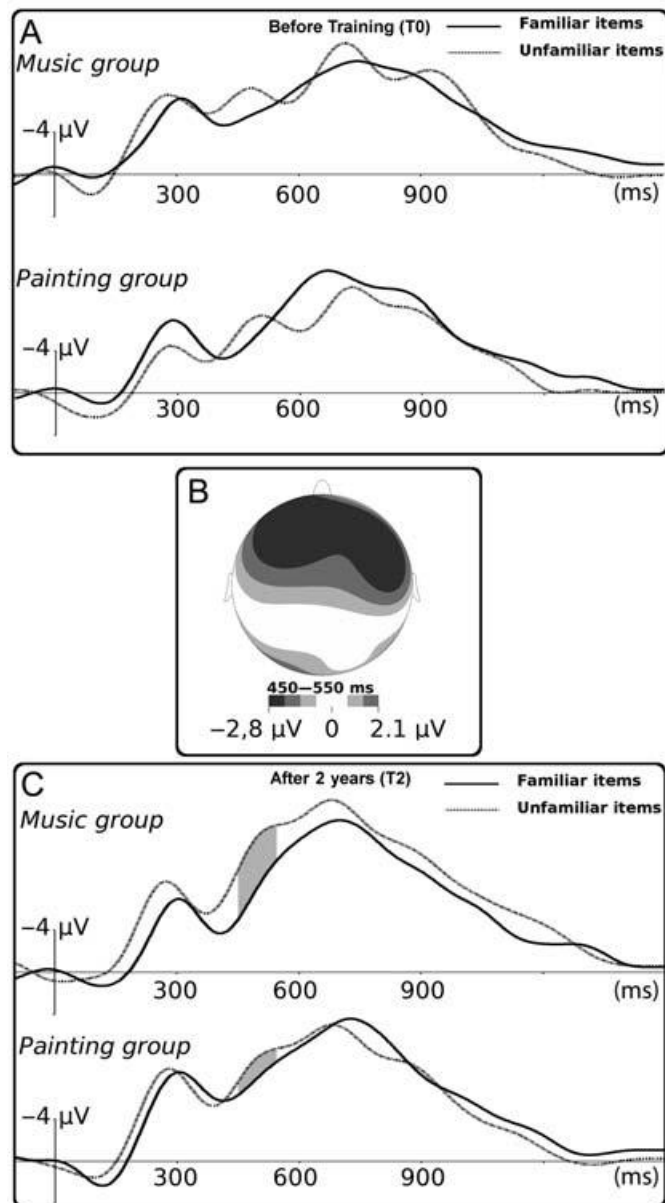 A
Before Training (T0)
Familiar items
Unfamiliar items
Music group
−4 µV
300 600 900 (ms)
Painting group
−4 µV
300 600 900 (ms)
B
450—550 ms
−2,8 µV 0 2.1 µV
C
After 2 years (T2)
Familiar items
Unfamiliar items
Music group
−4 µV
300 600 900 (ms)
Painting group
−4 µV
300 600 900 (ms)